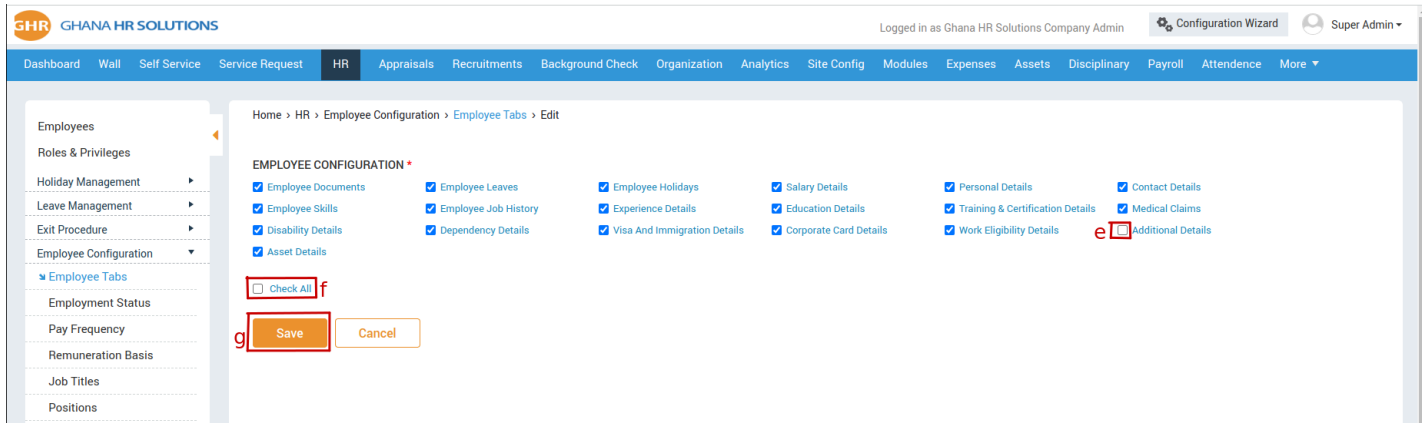 GHR GHANA HR SOLUTIONS
Logged in as Ghana HR Solutions Company Admin
Configuration Wizard
Super Admin
Dashboard Wall Self Service Service Request HR Appraisals Recruitments Background Check Organization Analytics Site Config Modules Expenses Assets Disciplinary Payroll Attendence More
Employees
Roles & Privileges
Holiday Management
Leave Management
Exit Procedure
Employee Configuration
Employee Tabs
Employment Status
Pay Frequency
Remuneration Basis
Job Titles
Positions
Home › HR › Employee Configuration › Employee Tabs › Edit
EMPLOYEE CONFIGURATION *
Employee Documents Employee Leaves Employee Holidays Salary Details Personal Details Contact Details
Employee Skills Employee Job History Experience Details Education Details Training & Certification Details Medical Claims
Disability Details Dependency Details Visa And Immigration Details Corporate Card Details Work Eligibility Details e Additional Details
Asset Details
Check All f
g Save Cancel